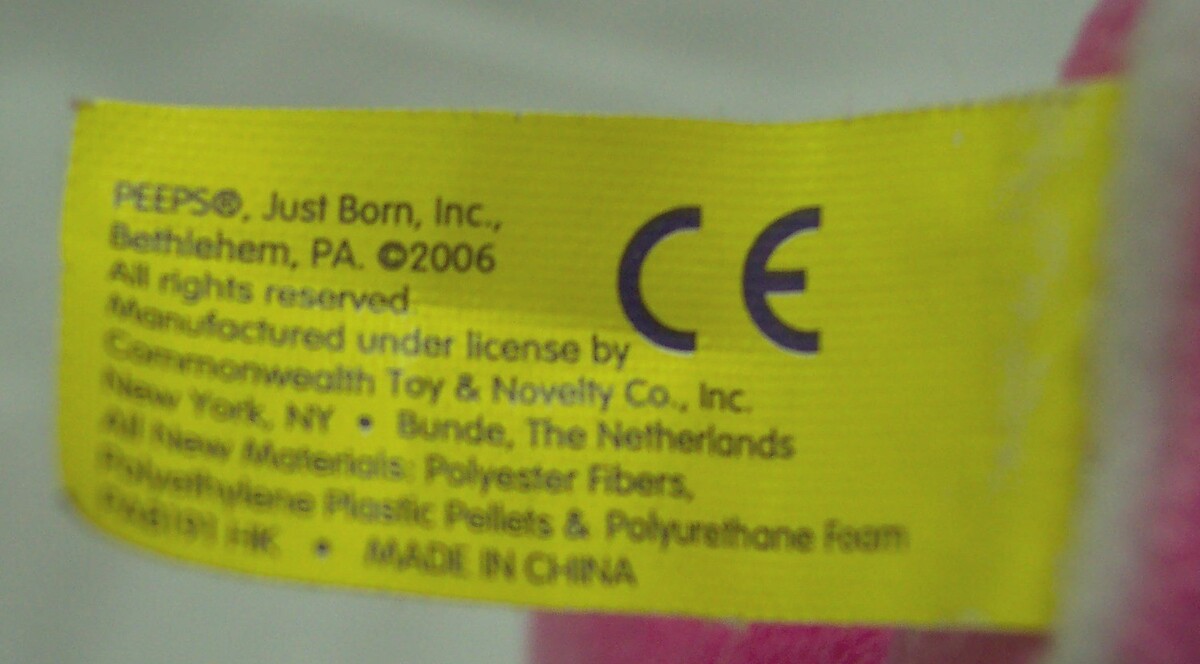 PEEPS®, Just Born, Inc.,
Bethlehem, PA. ©2006
All rights reserved
Manufactured under license by
Commonwealth Toy & Novelty Co., Inc.
New York, NY • Bunde, The Netherlands
All New Materials: Polyester Fibers,
Polyethylene Plastic Pellets & Polyurethane Foam
HK • MADE IN CHINA
CE